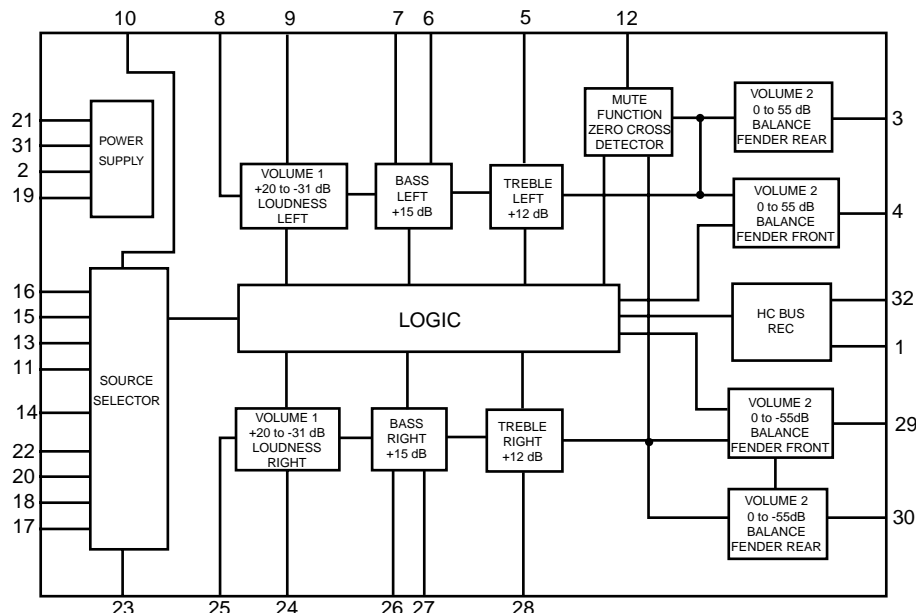 10
8
9
7
6
5
12
21
31
2
19
POWER
SUPPLY
MUTE
FUNCTION
ZERO CROSS
DETECTOR
VOLUME 2
0 to 55 dB
BALANCE
FENDER REAR
3
VOLUME 1
+20 to -31 dB
LOUDNESS
LEFT
BASS
LEFT
+15 dB
TREBLE
LEFT
+12 dB
VOLUME 2
0 to 55 dB
BALANCE
FENDER FRONT
4
16
15
13
11
14
22
20
18
17
SOURCE
SELECTOR
LOGIC
HC BUS
REC
32
1
VOLUME 1
+20 to -31 dB
LOUDNESS
RIGHT
BASS
RIGHT
+15 dB
TREBLE
RIGHT
+12 dB
VOLUME 2
0 to -55dB
BALANCE
FENDER FRONT
29
VOLUME 2
0 to -55dB
BALANCE
FENDER REAR
30
23
25
24
26
27
28